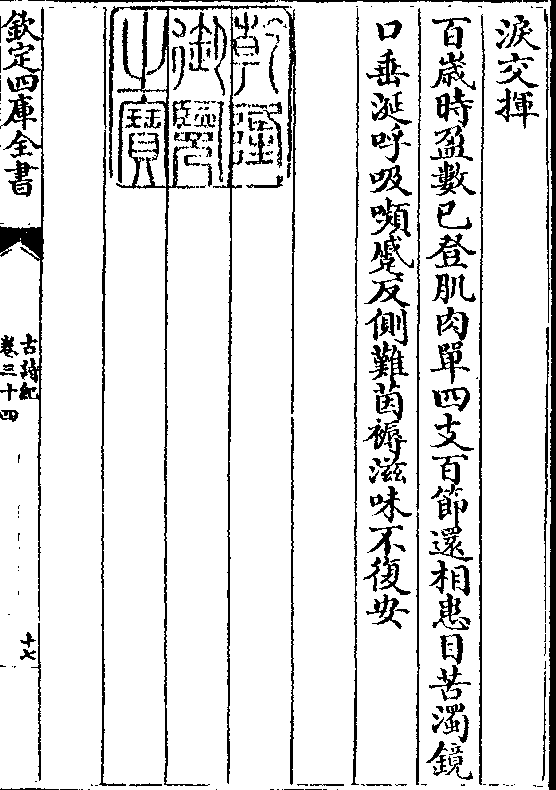 淚交揮
百歲時盈數已登肌肉單四支百節還相患目苦濁鏡
口垂涎呼吸嚬蹙反側難茵褥滋味不復安
乾隆
御覽
之寶
欽定四庫全書
古詩紀
卷三十四
十七